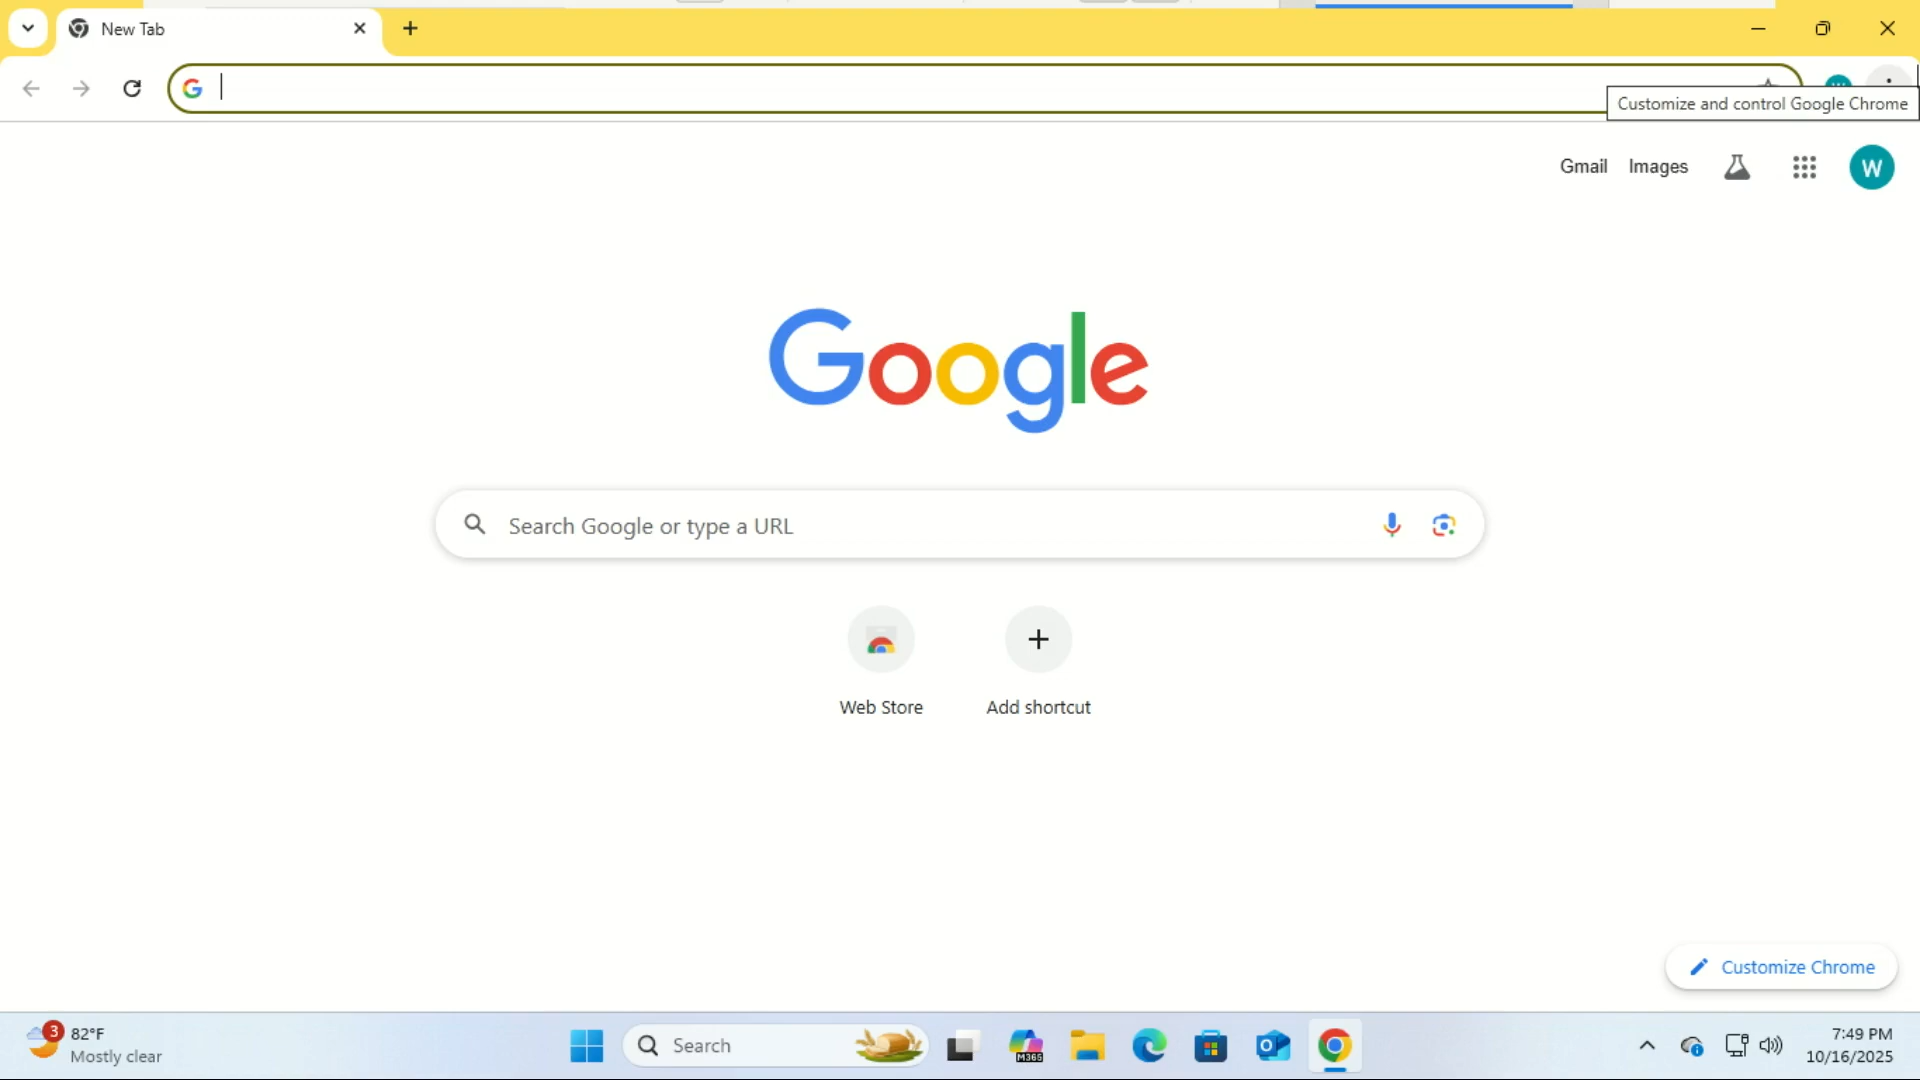 New Tab
Customize and control Google Chrome
Gmail Images
W
Google
Search Google or type a URL
Web Store
Add shortcut
Customize Chrome
3
82°F
Mostly clear
Search
M365
7:49 PM
10/16/2025